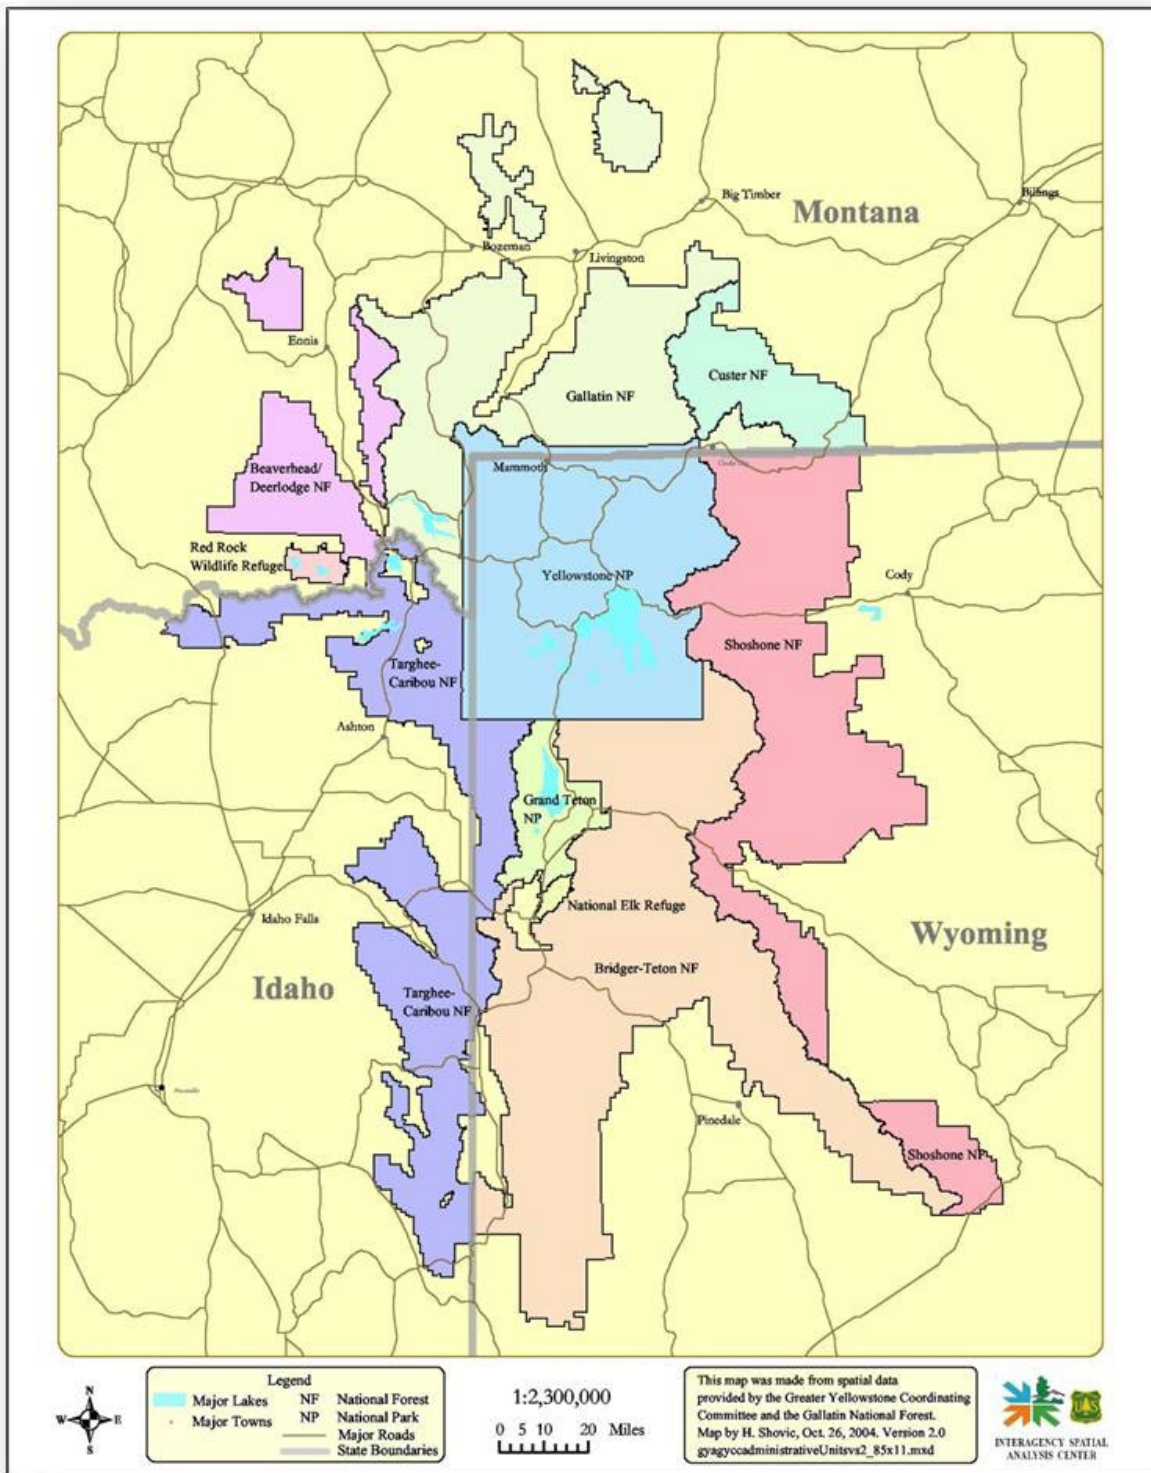 Big Timber
Billings
Montana
Bozeman
Livingston
Ennis
Custer NF
Gallatin NF
Mammoth
Beaverhead/
Deerlodge NF
Red Rock
Wildlife Refuge
Yellowstone NP
Cody
Shoshone NF
Targhee-
Caribou NF
Ashton
Grand Teton
NP
Idaho Falls
National Elk Refuge
Wyoming
Bridger-Teton NF
Idaho
Targhee-
Caribou NF
Pinedale
Shoshone NF
Legend
Major Lakes NF National Forest
Major Towns NP National Park
Major Roads
State Boundaries
N
W E
S
1:2,300,000
0 5 10 20 Miles
This map was made from spatial data
provided by the Greater Yellowstone Coordinating
Committee and the Gallatin National Forest.
Map by H. Shovic, Oct. 26, 2004. Version 2.0
gyagyccadministrativeUnitsvs2_85x11.mxd
U S
INTERAGENCY SPATIAL
ANALYSIS CENTER